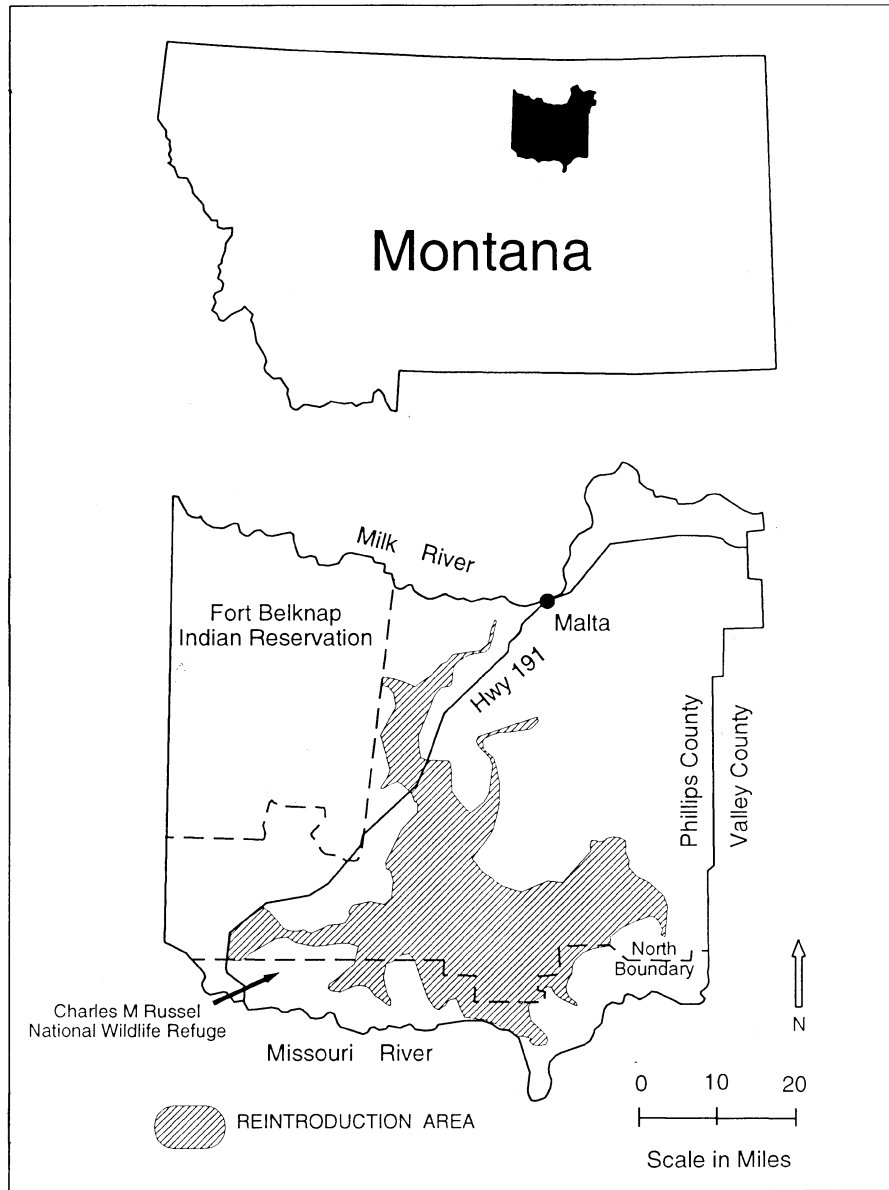 Montana
Milk River
Fort Belknap
Indian Reservation
Malta
Hwy 191
Phillips County
Valley County
North
Boundary
Charles M Russel
National Wildlife Refuge
Missouri River
N
0 10 20
Scale in Miles
REINTRODUCTION AREA